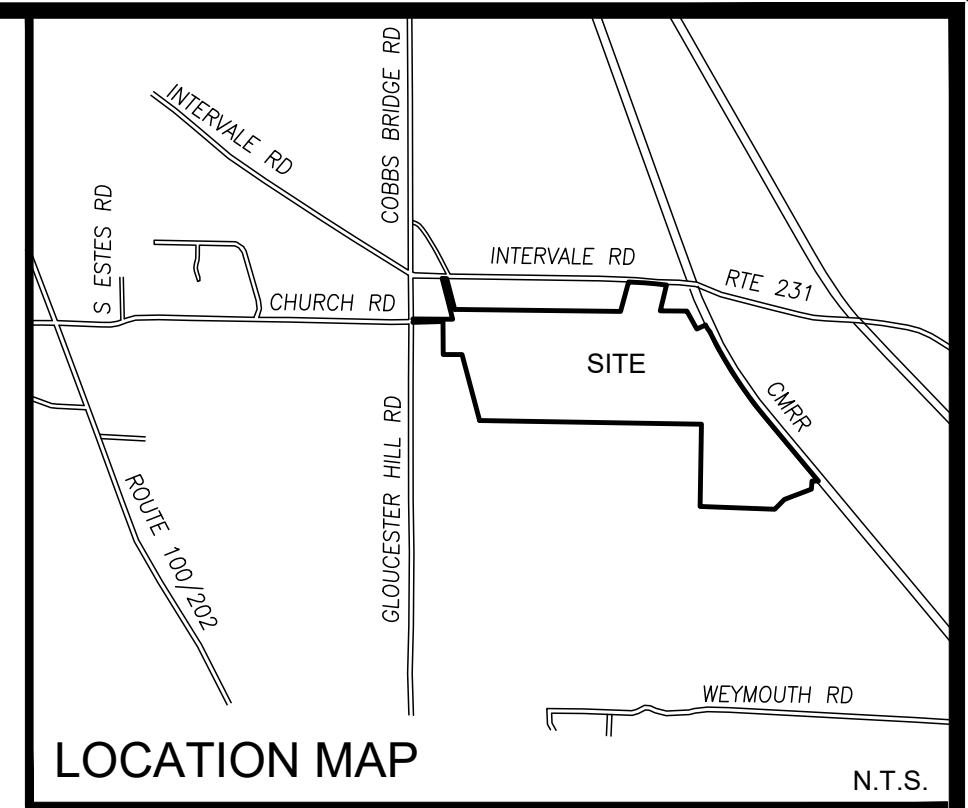 INTERVALE RD
COBBS BRIDGE RD
S ESTES RD
INTERVALE RD
RTE 231
CHURCH RD
SITE
CMRR
GLOUCESTER HILL RD
ROUTE 100/202
WEYMOUTH RD
LOCATION MAP
N.T.S.